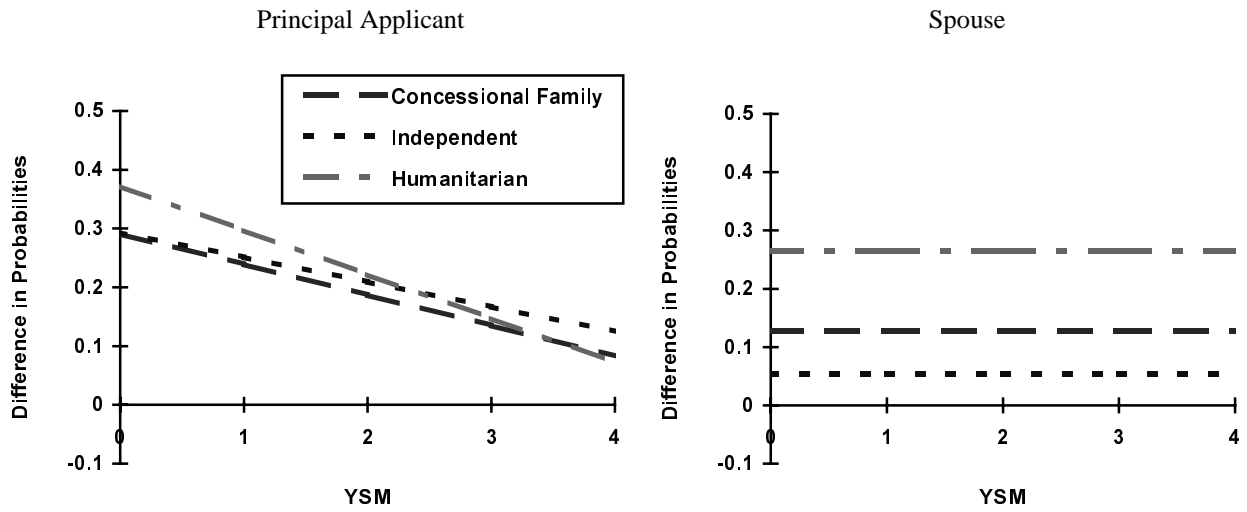 Principal Applicant
Concessional Family
Independent
Humanitarian
0.5
0.4
0.3
0.2
0.1
0
-0.1
0 1 2 3 4
Difference in Probabilities
YSM
Spouse
0.5
0.4
0.3
0.2
0.1
0
-0.1
0 1 2 3 4
Difference in Probabilities
YSM